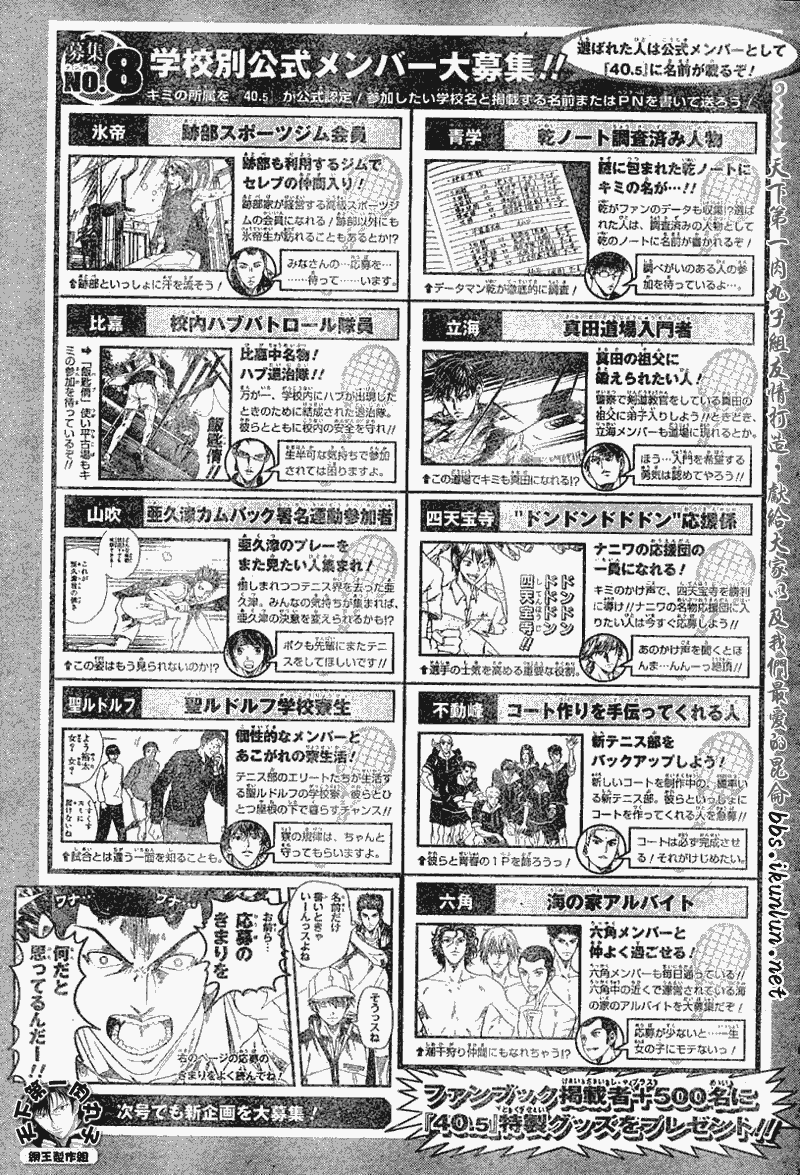 募集
NO.8
学校別公式メンバー大募集!!
選ばれた人は公式メンバーとして
『40.5』に名前が載るぞ!
キミの所属を『40.5』が公式認定!参加したい学校名と掲載する名前またはPNを書いて送ろう!
氷帝
跡部スポーツジム会員
跡部も利用するジムで
セレブの仲間入り!
跡部家が経営する高級スポーツジ
ムの会員になれる!跡部以外にも
氷帝生が訪れることもあるとか!?
みなさんの…応募を…
……待って……います。
⬆跡部といっしょに汗を流そう!
青学
乾ノート調査済み人物
謎に包まれた乾ノートに
キミの名が…!!
乾がファンのデータも収集!?選ば
れた人は、調査済みの人物として
乾のノートに名前が書かれるぞ!
調べがいのある人の参
加を待っているよ…。
⬆データマン乾が徹底的に調査!
比嘉
校内ハブパトロール隊員
比嘉中名物!
ハブ退治隊!!
万が一、学校内にハブが出現した
ときのために結成された退治隊。
彼らとともに校内の安全を守れ!!
飯匙倩!!
生半可な気持ちで参加
されては困りますよ。
➡「飯匙倩」使い平古場もキ
ミの参加を待っているぞ!!
立海
真田道場入門者
真田の祖父に
鍛えられたい人!
警察で剣道教官をしている真田の
祖父に弟子入りしよう!!ときどき、
立海メンバーも道場に現れるとか。
ほう…入門を希望する
勇気は認めてやろう!!
⬆この道場でキミも真田になれる!?
山吹
亜久津カムバック署名運動参加者
亜久津のプレーを
また見たい人集まれ!
惜しまれつつテニス界を去った亜
久津。みんなの気持ちが集まれば、
亜久津の決意を変えられるかも!?
ボクも先輩にまたテニ
スをしてほしいです!!
⬆この姿はもう見られないのか!?
四天宝寺
"ドンドンドドドン"応援係
ナニワの応援団の
一員になれる!
キミのかけ声で、四天宝寺を勝利
に導け!!ナニワの名物応援団に入
りたい人は今すぐ応募しよう!!
ドンドン
ドドドン
四天宝寺!!
あのかけ声を聞くとほ
んま…んんーっ絶頂!!
⬆選手の士気を高める重要な役割。
聖ルドルフ
聖ルドルフ学校寮生
個性的なメンバーと
あこがれの寮生活!
テニス部のエリートたちが生活す
る聖ルドルフの学校寮。彼らとひ
とつ屋根の下で暮らすチャンス!!
よう裕太
寮の規律は、ちゃんと
守ってもらいますよ。
⬆試合とは違う一面を知ることも。
不動峰
コート作りを手伝ってくれる人
新テニス部を
バックアップしよう!
新しいコートを制作中の、橘率い
る新テニス部。彼らといっしょに
コートを作ってくれる人を急募!!
コートは必ず完成させ
る!それがけじめたい。
⬆彼らと青春の1Pを飾ろうっ!
六角
海の家アルバイト
六角メンバーと
仲よく過ごせる!
六角メンバーも毎日通っている!!
六角中の近くで運営されている海
の家のアルバイトを大募集だぞ!
応募が少ないと…一生
女の子にモテないっ!
⬆潮干狩り仲間にもなれちゃう!?
名前だけ
書いときゃ
いーんっスよね
そうっスね
ワナ…
ワナ…
お前ら…
応募の
きまりを
何だと
思ってるんだー!!
右のページの応募の
きまりをよく読んでね!
次号でも新企画を大募集!
ファンブック掲載者+500名に
『40.5』特製グッズをプレゼント!!
天下第一肉丸子組友情打造,獻給大家以及我們最愛的昆侖 bbs.ikunlun.net
天下第一肉丸子
網王製作組